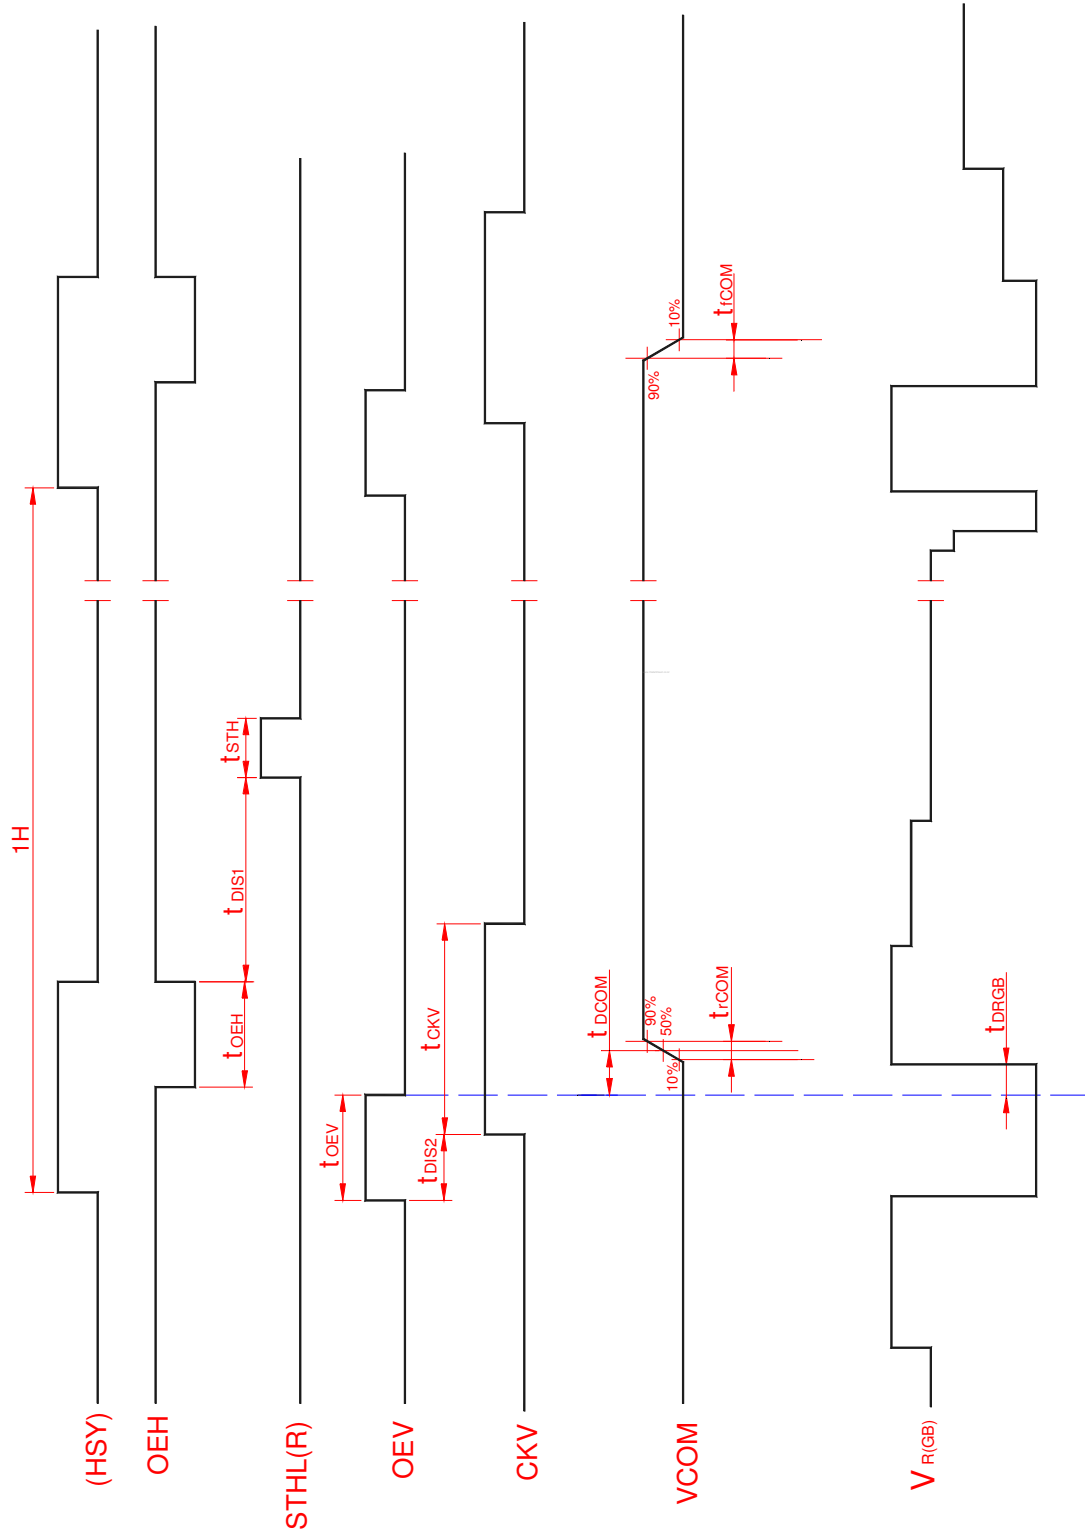 1H
(HSY)
OEH
tOEH
tDIS1
tSTH
STHL(R)
tOEV
OEV
tDIS2
tCKV
CKV
tDCOM
90%
50%
10%
trCOM
90%
10%
tfCOM
VCOM
tDRGB
VR(GB)